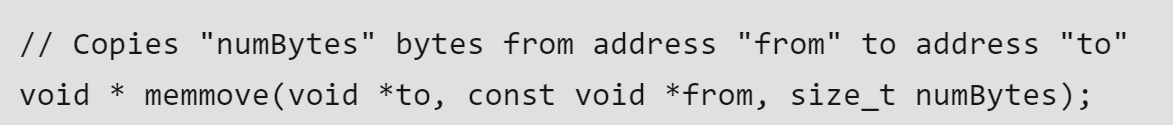 // Copies "numBytes" bytes from address "from" to address "to"
void * memmove(void *to, const void *from, size_t numBytes);